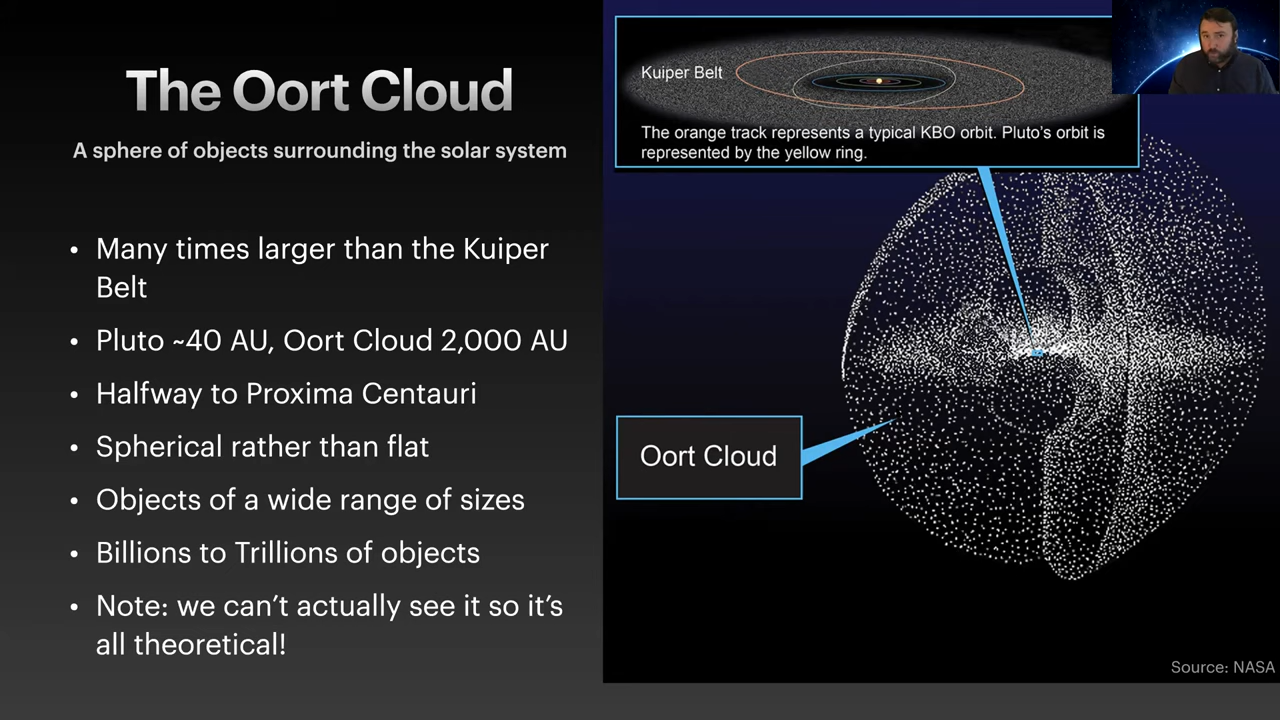 The Oort Cloud
A sphere of objects surrounding the solar system
• Many times larger than the Kuiper
Belt
• Pluto ~40 AU, Oort Cloud 2,000 AU
• Halfway to Proxima Centauri
• Spherical rather than flat
• Objects of a wide range of sizes
• Billions to Trillions of objects
• Note: we can’t actually see it so it’s
all theoretical!
Kuiper Belt
The orange track represents a typical KBO orbit. Pluto’s orbit is
represented by the yellow ring.
Oort Cloud
Source: NASA